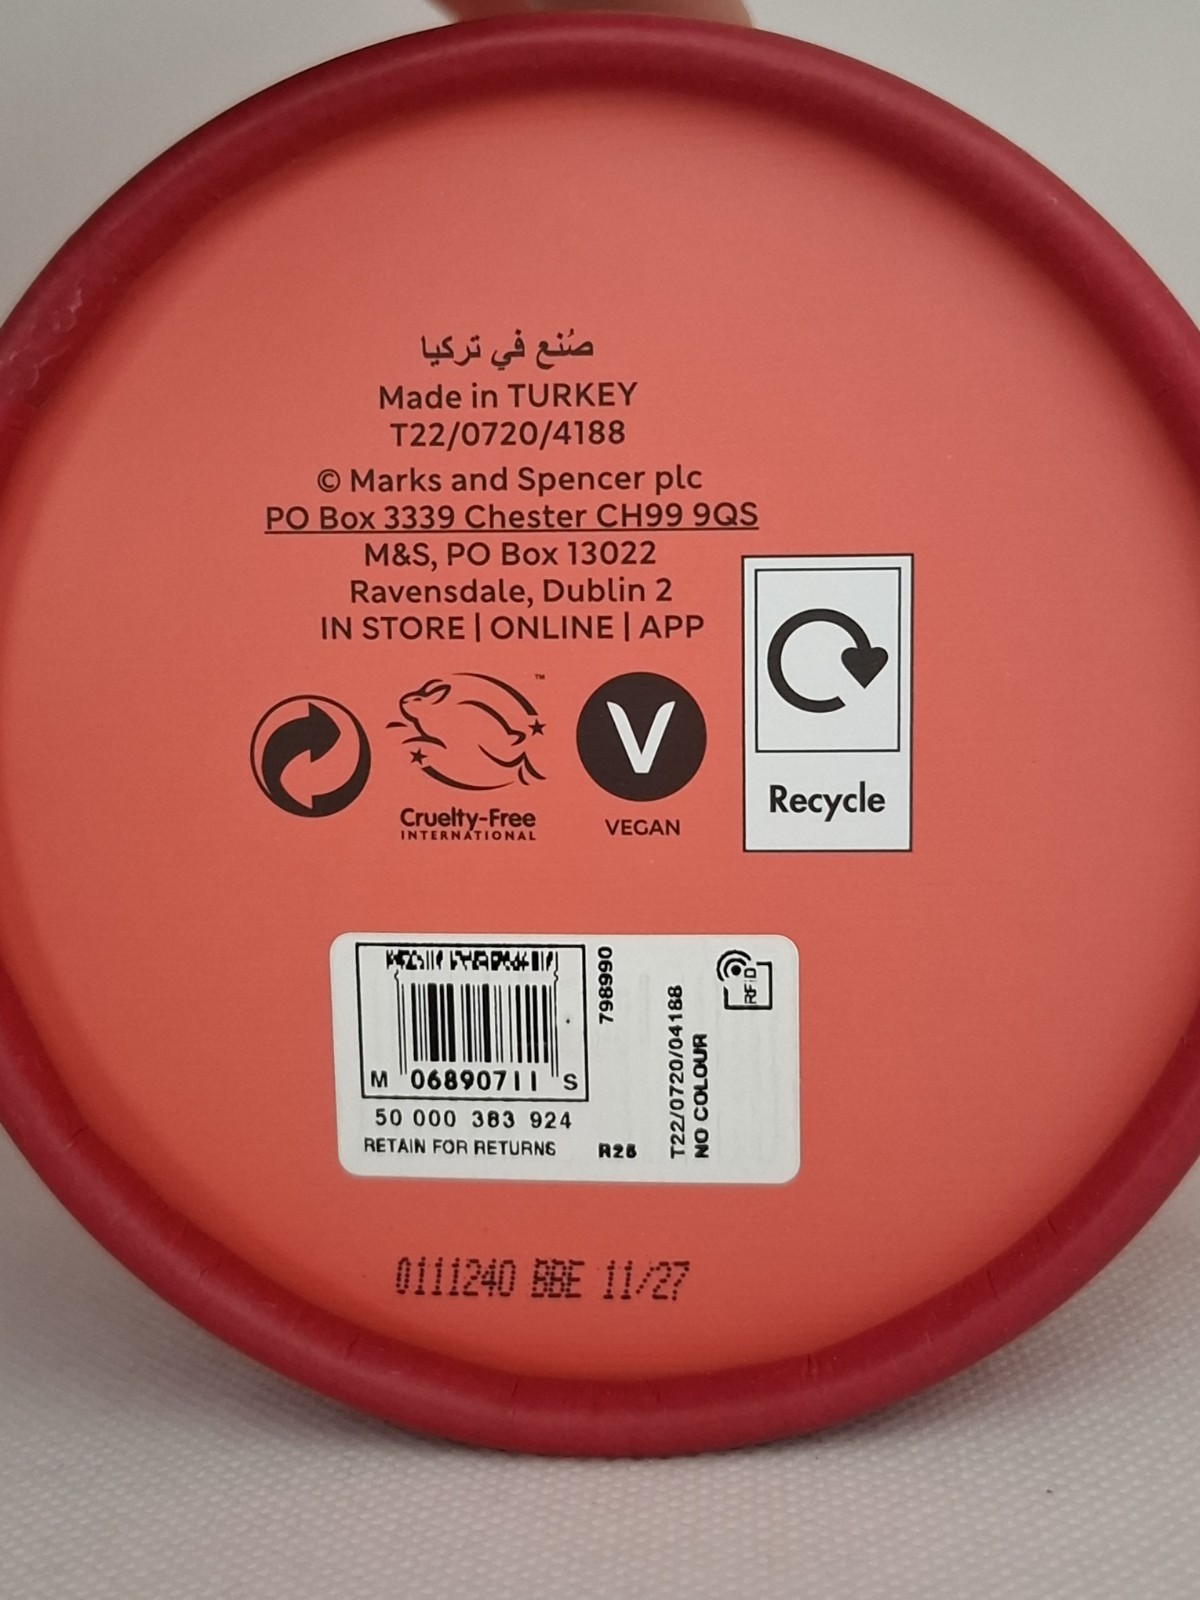 صُنع في تركيا
Made in TURKEY
T22/0720/4188
© Marks and Spencer plc
PO Box 3339 Chester CH99 9QS
M&S, PO Box 13022
Ravensdale, Dublin 2
IN STORE | ONLINE | APP
TM
Cruelty-Free
INTERNATIONAL
V
VEGAN
Recycle
M 06890711 S
50 000 383 924
RETAIN FOR RETURNS
R25
798990
T22/0720/04188
NO COLOUR
RFiD
0111240 BBE 11/27